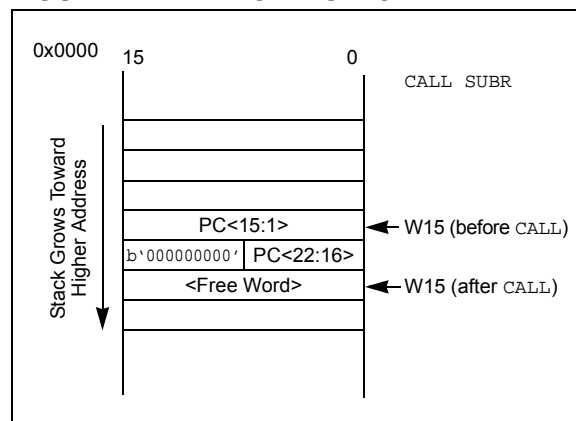 0x0000
15
0
CALL SUBR
Stack Grows Toward
Higher Address
PC<15:1>
W15 (before CALL)
b‘000000000’
PC<22:16>
<Free Word>
W15 (after CALL)